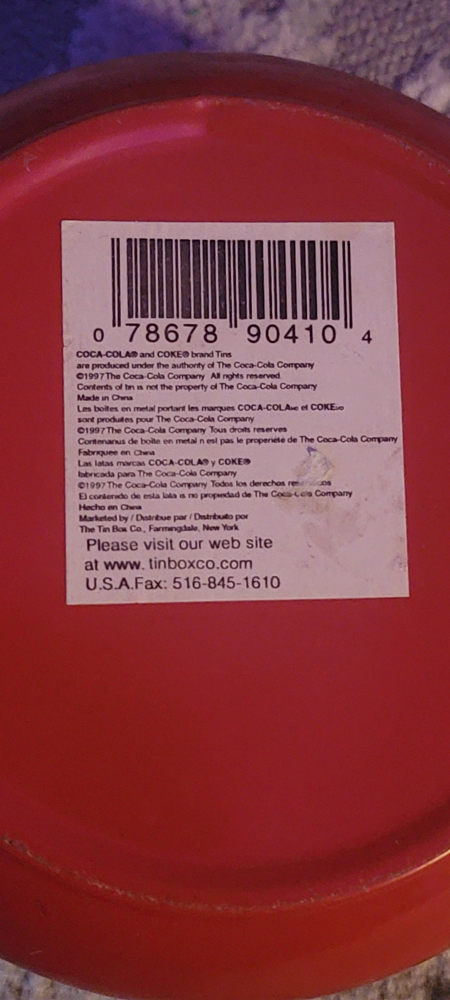 0 78678 90410 4
COCA-COLA® and COKE® brand Tins
are produced under the authority of The Coca-Cola Company
©1997 The Coca-Cola Company All rights reserved
Contents of tin is not the property of The Coca-Cola Company
Made in China
Les boîtes en metal portant les marques COCA-COLA et COKE
sont produites pour The Coca-Cola Company
©1997 The Coca-Cola Company Tous droits reserves
Contenanus de boite en metal n est pas le properiété de The Coca-Cola Company
Fabriquee en China
Las latas marcas COCA-COLA® y COKE®
fabricada para The Coca-Cola Company
©1997 The Coca-Cola Company Todos los derechos
El contenido de esta lata is no propiedad de The Coca-Cola Company
Hecho en China
Marketed by / Distribue par / Distribuito por
The Tin Box Co., Farmingdale, New York
Please visit our web site
at www. tinboxco.com
U.S.A.Fax: 516-845-1610